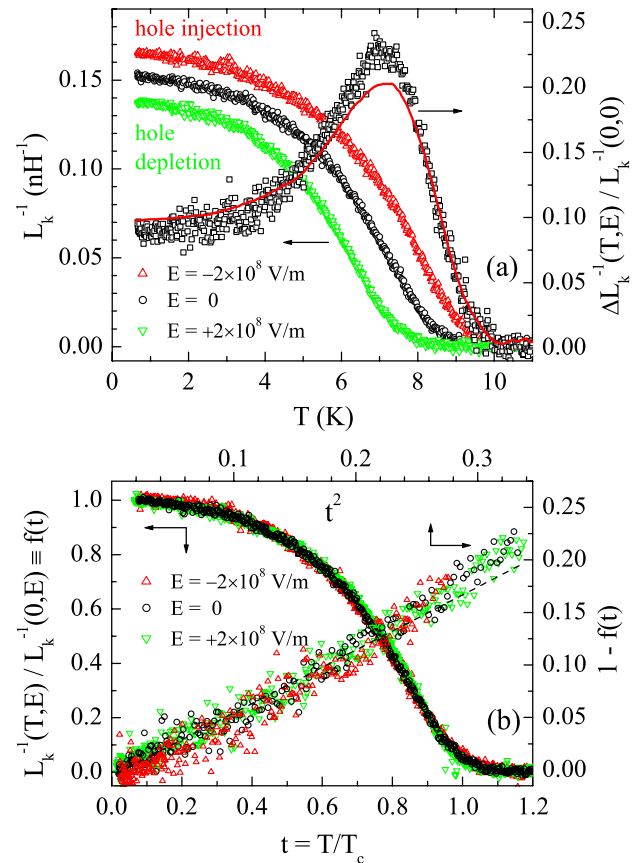 hole injection
hole
depletion
L_k^-1 (nH^-1)
0.15
0.10
0.05
0.00
0.25
0.20
0.15
0.10
0.05
0.00
ΔL_k^-1(T,E) / L_k^-1(0,0)
△ E = −2×10^8 V/m
○ E = 0
▽ E = +2×10^8 V/m
(a)
0 2 4 6 8 10
T (K)
0.1 0.2 0.3
t^2
L_k^-1(T,E) / L_k^-1(0,E) ≡ f(t)
1.0
0.8
0.6
0.4
0.2
0.0
0.25
0.20
0.15
0.10
0.05
0.00
1 - f(t)
△ E = −2×10^8 V/m
○ E = 0
▽ E = +2×10^8 V/m
(b)
0.0 0.2 0.4 0.6 0.8 1.0 1.2
t = T/T_c